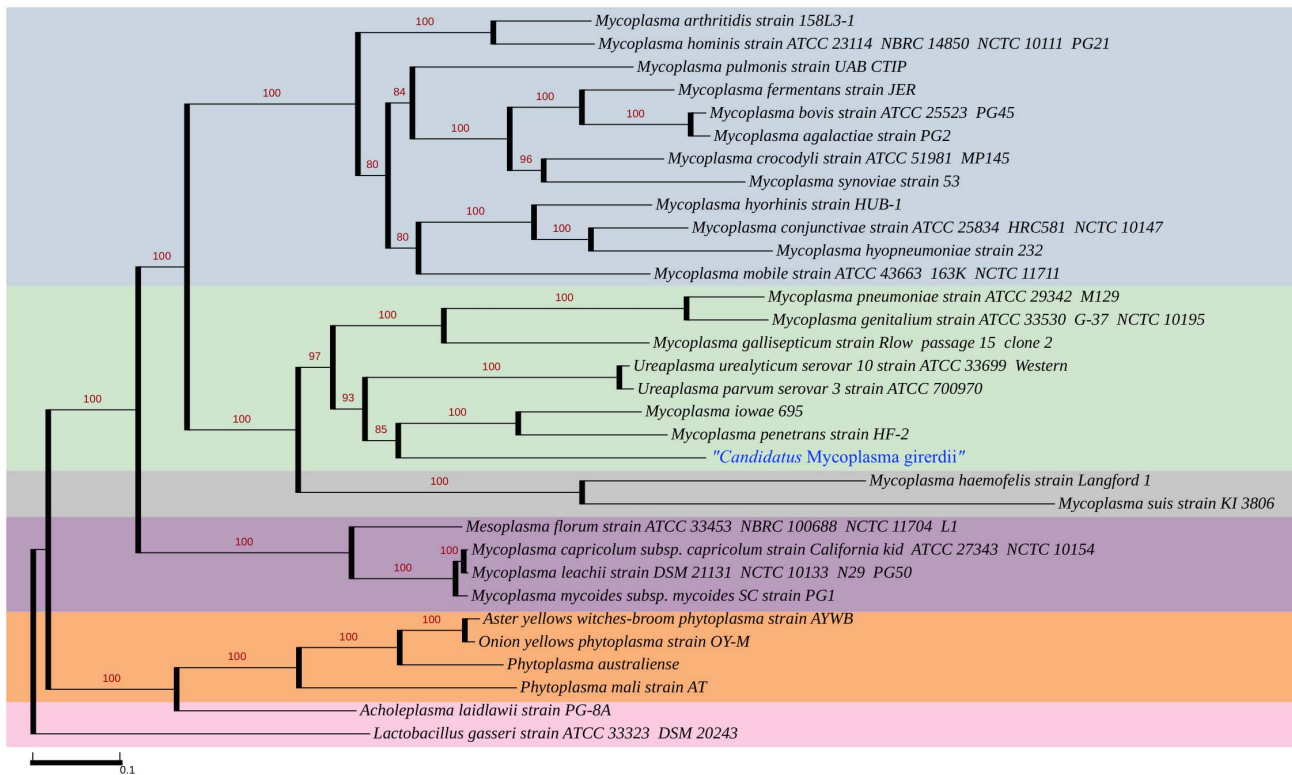 100
Mycoplasma arthritidis strain 158L3-1
Mycoplasma hominis strain ATCC 23114 NBRC 14850 NCTC 10111 PG21
Mycoplasma pulmonis strain UAB CTIP
100
84
100
Mycoplasma fermentans strain JER
100
Mycoplasma bovis strain ATCC 25523 PG45
100
Mycoplasma agalactiae strain PG2
80
96
Mycoplasma crocodyli strain ATCC 51981 MP145
Mycoplasma synoviae strain 53
100
Mycoplasma hyorhinis strain HUB-1
80
100
Mycoplasma conjunctivae strain ATCC 25834 HRC581 NCTC 10147
Mycoplasma hyopneumoniae strain 232
100
Mycoplasma mobile strain ATCC 43663 163K NCTC 11711
100
Mycoplasma pneumoniae strain ATCC 29342 M129
100
Mycoplasma genitalium strain ATCC 33530 G-37 NCTC 10195
Mycoplasma gallisepticum strain Rlow passage 15 clone 2
97
100
Ureaplasma urealyticum serovar 10 strain ATCC 33699 Western
Ureaplasma parvum serovar 3 strain ATCC 700970
100
93
100
Mycoplasma iowae 695
100
85
Mycoplasma penetrans strain HF-2
"Candidatus Mycoplasma girerdii"
100
Mycoplasma haemofelis strain Langford 1
Mycoplasma suis strain KI 3806
Mesoplasma florum strain ATCC 33453 NBRC 100688 NCTC 11704 L1
100
100
Mycoplasma capricolum subsp. capricolum strain California kid ATCC 27343 NCTC 10154
100
Mycoplasma leachii strain DSM 21131 NCTC 10133 N29 PG50
Mycoplasma mycoides subsp. mycoides SC strain PG1
100
Aster yellows witches-broom phytoplasma strain AYWB
100
Onion yellows phytoplasma strain OY-M
100
Phytoplasma australiense
100
Phytoplasma mali strain AT
Acholeplasma laidlawii strain PG-8A
Lactobacillus gasseri strain ATCC 33323 DSM 20243
0.1